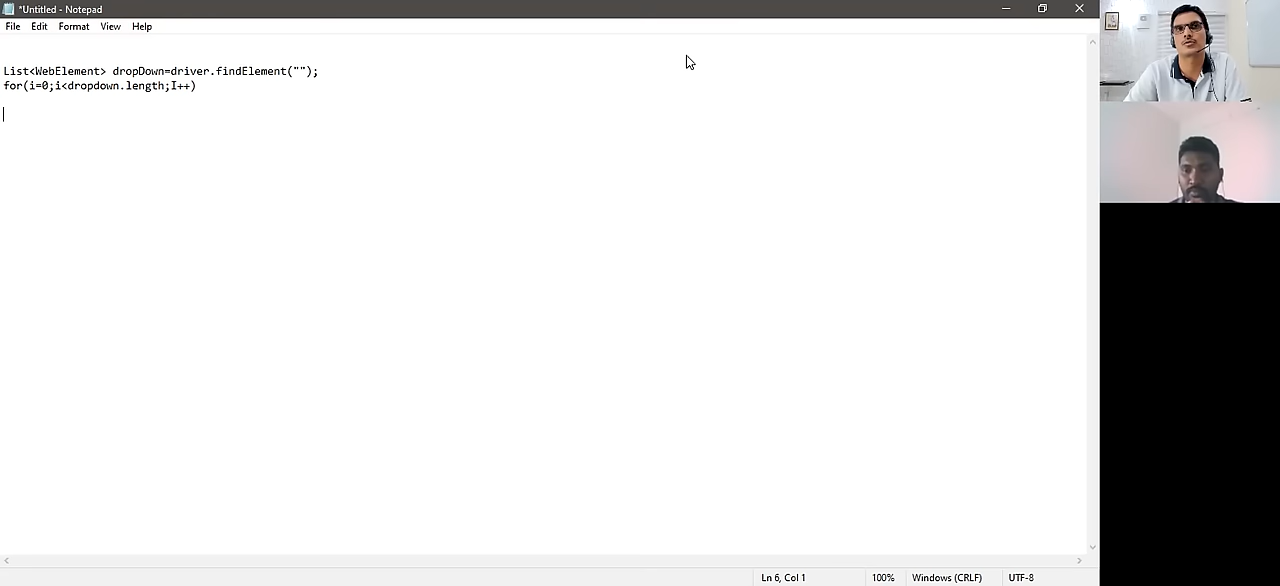 *Untitled - Notepad
File Edit Format View Help
List<WebElement> dropDown=driver.findElement("");
for(i=0;i<dropdown.length;I++)
Ln 6, Col 1 100% Windows (CRLF) UTF-8